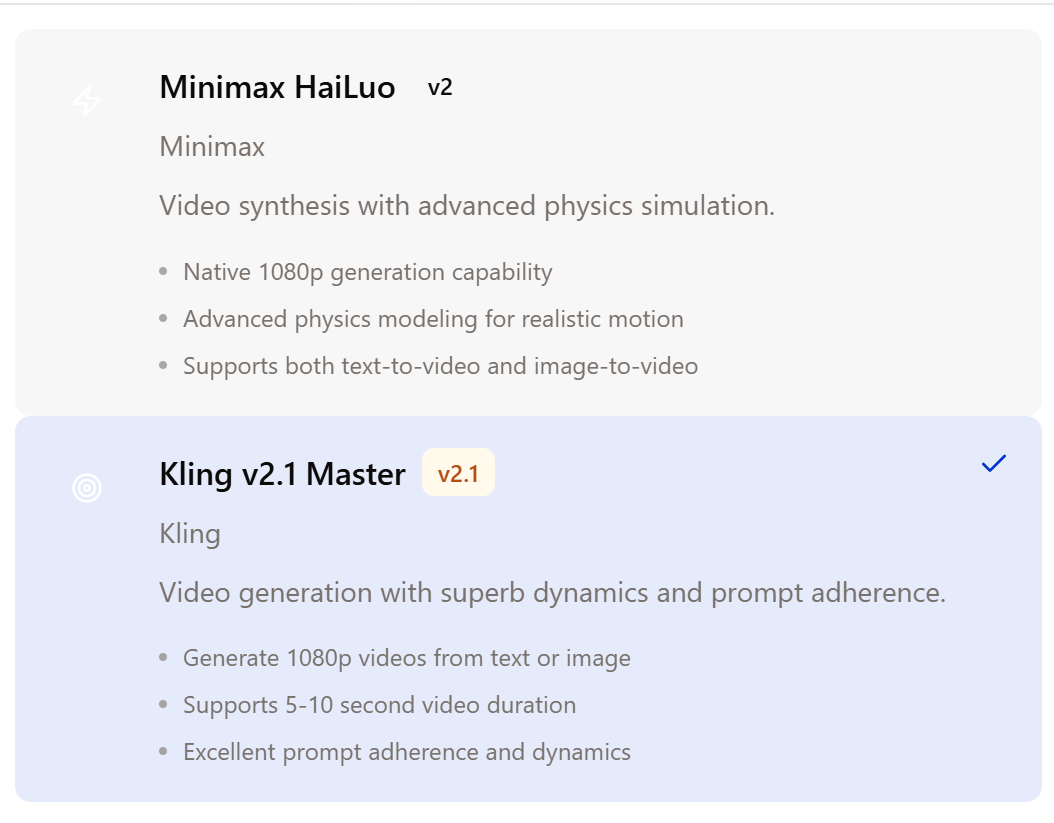 Minimax HaiLuo v2
Minimax
Video synthesis with advanced physics simulation.
Native 1080p generation capability
Advanced physics modeling for realistic motion
Supports both text-to-video and image-to-video
Kling v2.1 Master v2.1
Kling
Video generation with superb dynamics and prompt adherence.
Generate 1080p videos from text or image
Supports 5-10 second video duration
Excellent prompt adherence and dynamics